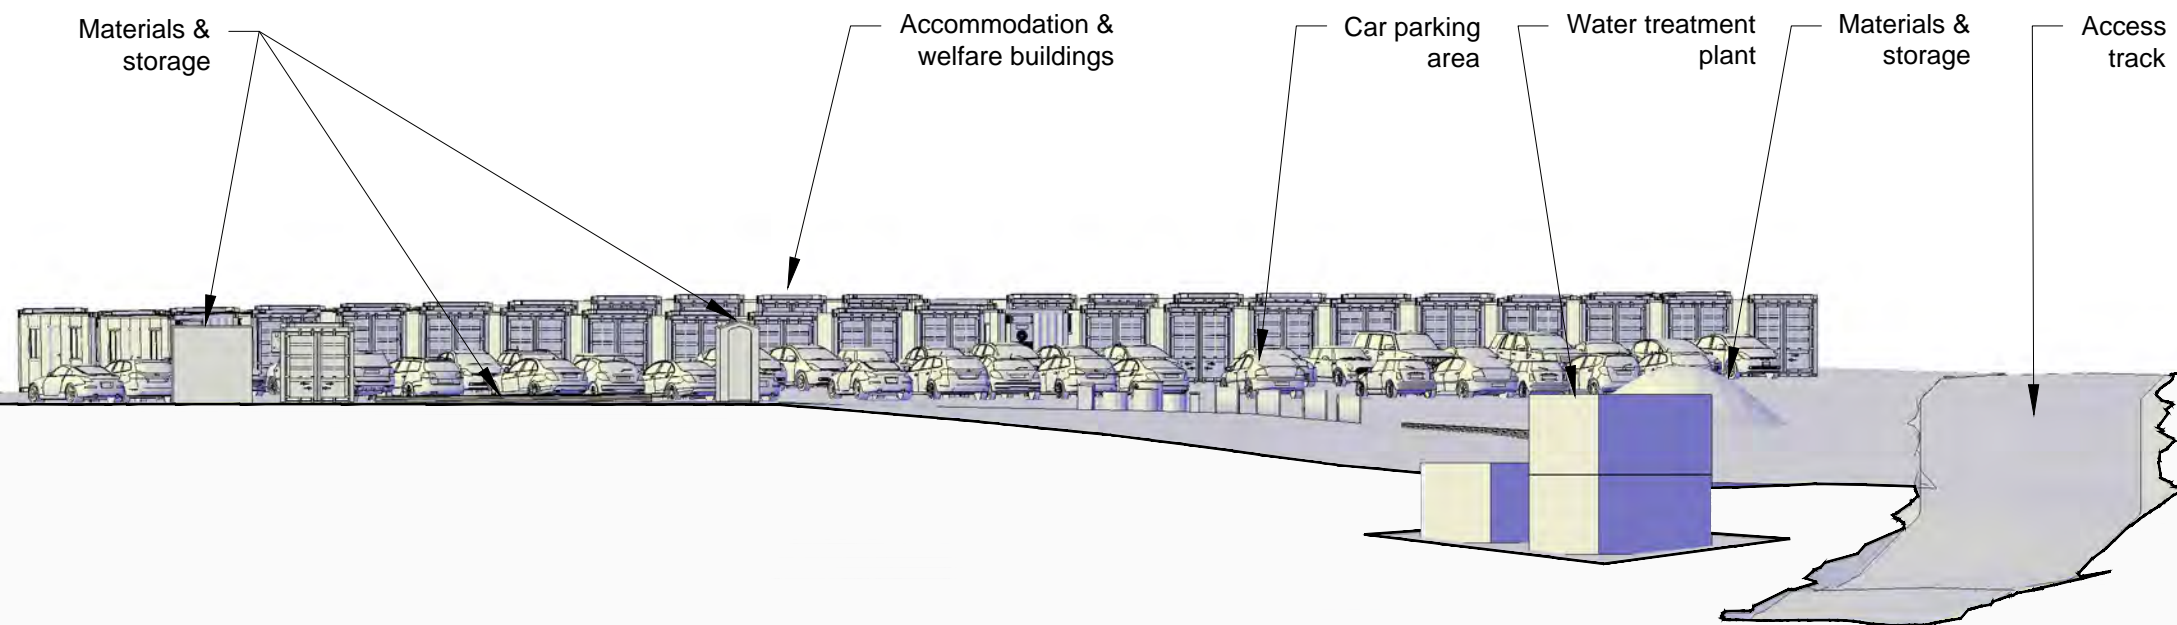 Materials &
storage
Accommodation &
welfare buildings
Car parking
area
Water treatment
plant
Materials &
storage
Access
track